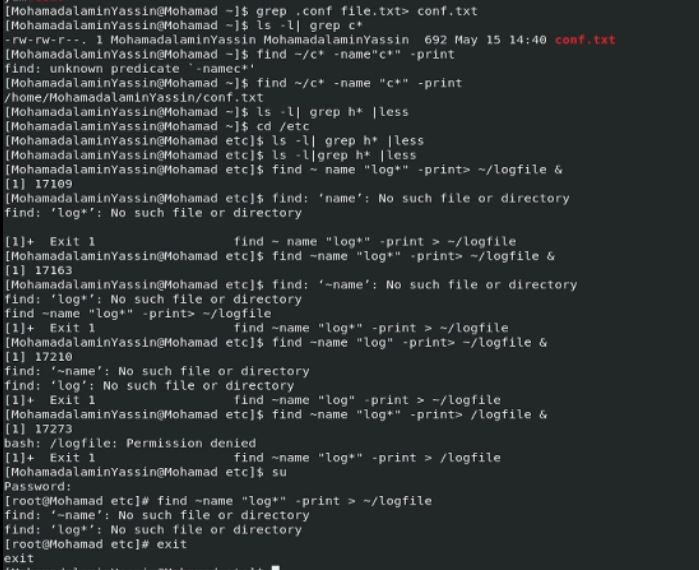 [MohamadalaminYassin@Mohamad ~]$ grep .conf file.txt> conf.txt
[MohamadalaminYassin@Mohamad ~]$ ls -l| grep c*
-rw-rw-r--. 1 MohamadalaminYassin MohamadalaminYassin  692 May 15 14:40 conf.txt
[MohamadalaminYassin@Mohamad ~]$ find ~/c* -name"c*" -print
find: unknown predicate `-namec*'
[MohamadalaminYassin@Mohamad ~]$ find ~/c* -name "c*" -print
/home/MohamadalaminYassin/conf.txt
[MohamadalaminYassin@Mohamad ~]$ ls -l| grep h* |less
[MohamadalaminYassin@Mohamad ~]$ cd /etc
[MohamadalaminYassin@Mohamad etc]$ ls -l| grep h* |less
[MohamadalaminYassin@Mohamad etc]$ ls -l|grep h* |less
[MohamadalaminYassin@Mohamad etc]$ find ~ name "log*" -print> ~/logfile &
[1] 17109
[MohamadalaminYassin@Mohamad etc]$ find: ‘name’: No such file or directory
find: ‘log*’: No such file or directory
[1]+  Exit 1                  find ~ name "log*" -print > ~/logfile
[MohamadalaminYassin@Mohamad etc]$ find ~name "log*" -print> ~/logfile &
[1] 17163
[MohamadalaminYassin@Mohamad etc]$ find: ‘~name’: No such file or directory
find: ‘log*’: No such file or directory
find ~name "log*" -print> ~/logfile
[1]+  Exit 1                  find ~name "log*" -print > ~/logfile
[MohamadalaminYassin@Mohamad etc]$ find ~name "log" -print> ~/logfile &
[1] 17210
find: ‘~name’: No such file or directory
find: ‘log’: No such file or directory
[1]+  Exit 1                  find ~name "log" -print > ~/logfile
[MohamadalaminYassin@Mohamad etc]$ find ~name "log*" -print> /logfile &
[1] 17273
bash: /logfile: Permission denied
[1]+  Exit 1                  find ~name "log*" -print > /logfile
[MohamadalaminYassin@Mohamad etc]$ su
Password:
[root@Mohamad etc]# find ~name "log*" -print > ~/logfile
find: ‘~name’: No such file or directory
find: ‘log*’: No such file or directory
[root@Mohamad etc]# exit
exit